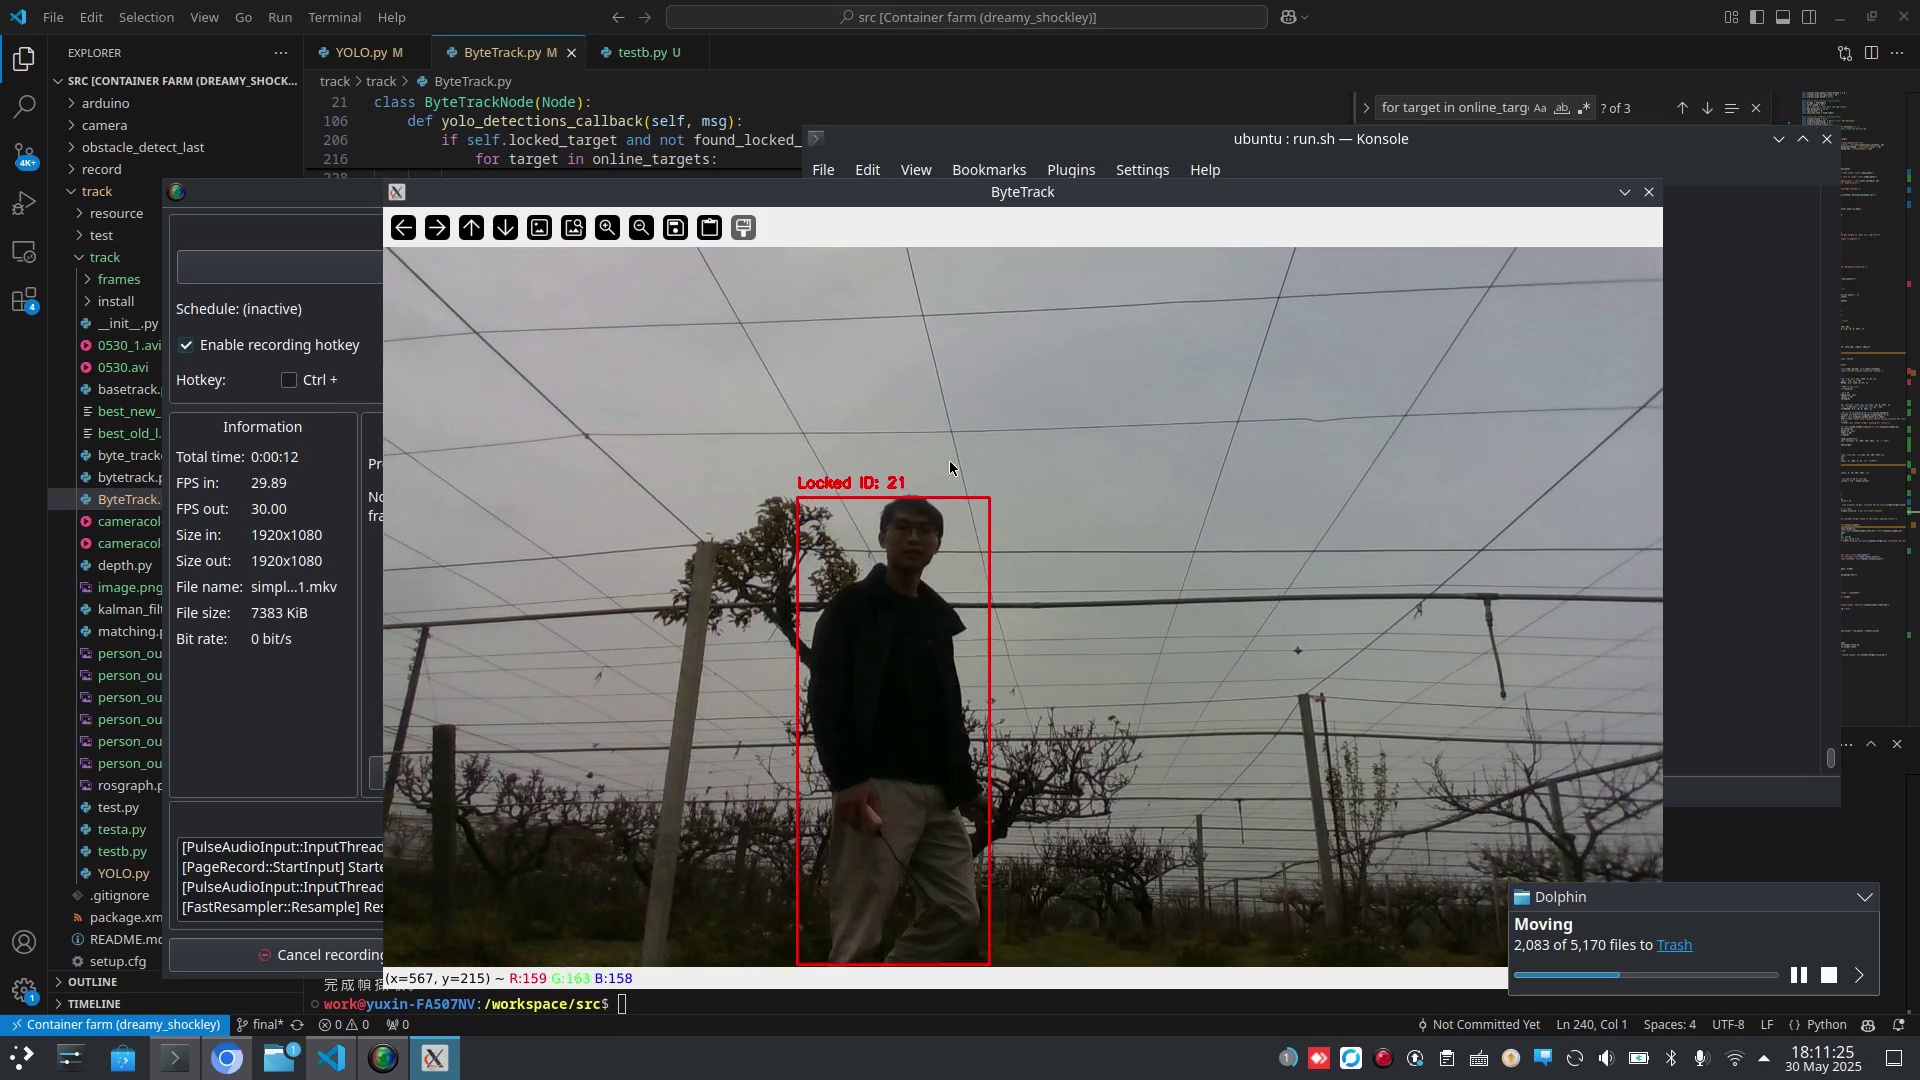 File Edit Selection View Go Run Terminal Help
src [Container farm (dreamy_shockley)]
EXPLORER
SRC [CONTAINER FARM (DREAMY_SHOCK...
arduino
camera
obstacle_detect_last
record
track
resource
test
track
frames
install
__init__.py
0530_1.avi
0530.avi
basetrack.
best_new_
best_old_l.
byte_track
bytetrack.p
ByteTrack.
cameracol
cameracol
depth.py
image.png
kalman_filt
matching.p
person_ou
person_ou
person_ou
person_ou
person_ou
person_ou
rosgraph.p
test.py
testa.py
testb.py
YOLO.py
.gitignore
package.xm
README.md
setup.cfg
OUTLINE
TIMELINE
4K+
4
1
YOLO.py M
ByteTrack.py M
testb.py U
track > track > ByteTrack.py
21 class ByteTrackNode(Node):
106 def yolo_detections_callback(self, msg):
206 if self.locked_target and not found_locked_
216 for target in online_targets:
for target in online_targ
Aa ab
? of 3
ubuntu : run.sh — Konsole
File Edit View Bookmarks Plugins Settings Help
Schedule: (inactive)
Enable recording hotkey
Hotkey: Ctrl +
Information
Total time: 0:00:12
FPS in: 29.89
FPS out: 30.00
Size in: 1920x1080
Size out: 1920x1080
File name: simpl...1.mkv
File size: 7383 KiB
Bit rate: 0 bit/s
Pr
fra
[PulseAudioInput::InputThread
[PageRecord::StartInput] Starte
[PulseAudioInput::InputThread
[FastResampler::Resample] Res
Cancel recording
ByteTrack
Locked ID: 21
(x=567, y=215) ~ R:159 G:163 B:158
work@yuxin-FA507NV:/workspace/src$
Dolphin
Moving
2,083 of 5,170 files to Trash
Container farm (dreamy_shockley) final* 0 0 0
Not Committed Yet Ln 240, Col 1 Spaces: 4 UTF-8 LF {} Python
1
1
18:11:25
30 May 2025